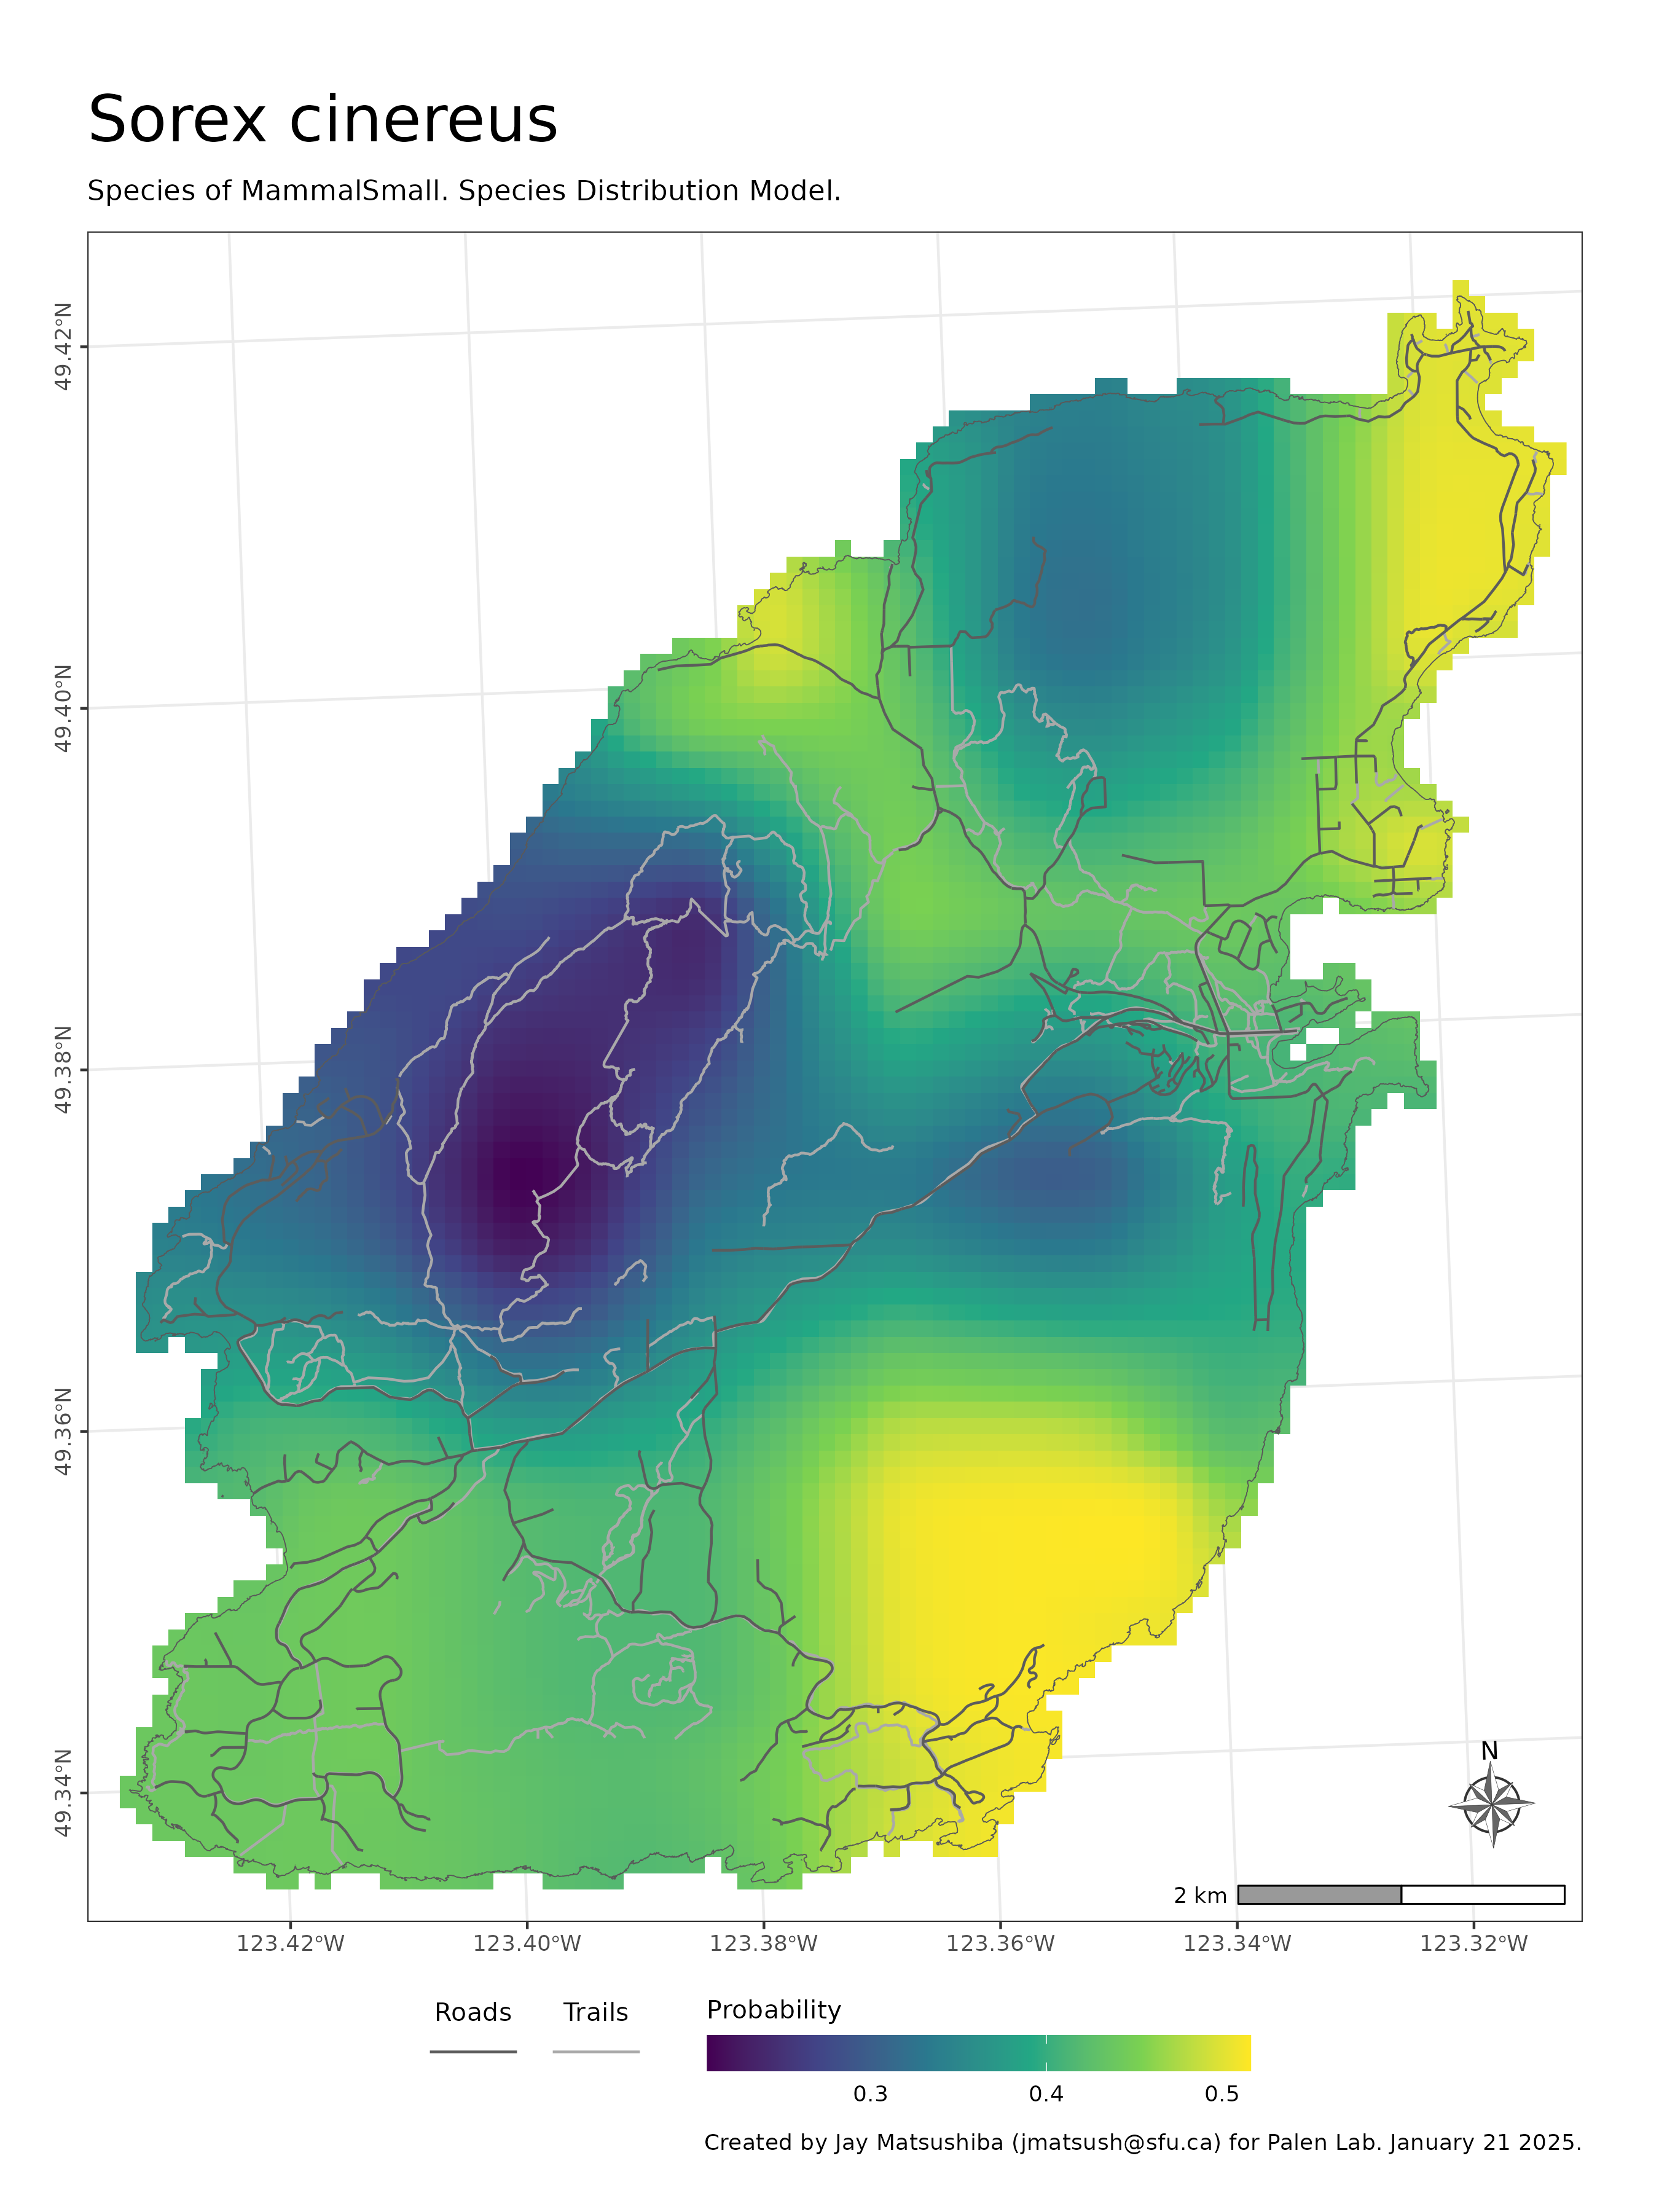 Sorex cinereus
Species of MammalSmall. Species Distribution Model.
49.42°N
49.40°N
49.38°N
49.36°N
49.34°N
N
2 km
123.42°W 123.40°W 123.38°W 123.36°W 123.34°W 123.32°W
Roads Trails Probability
0.3 0.4 0.5
Created by Jay Matsushiba (jmatsush@sfu.ca) for Palen Lab. January 21 2025.